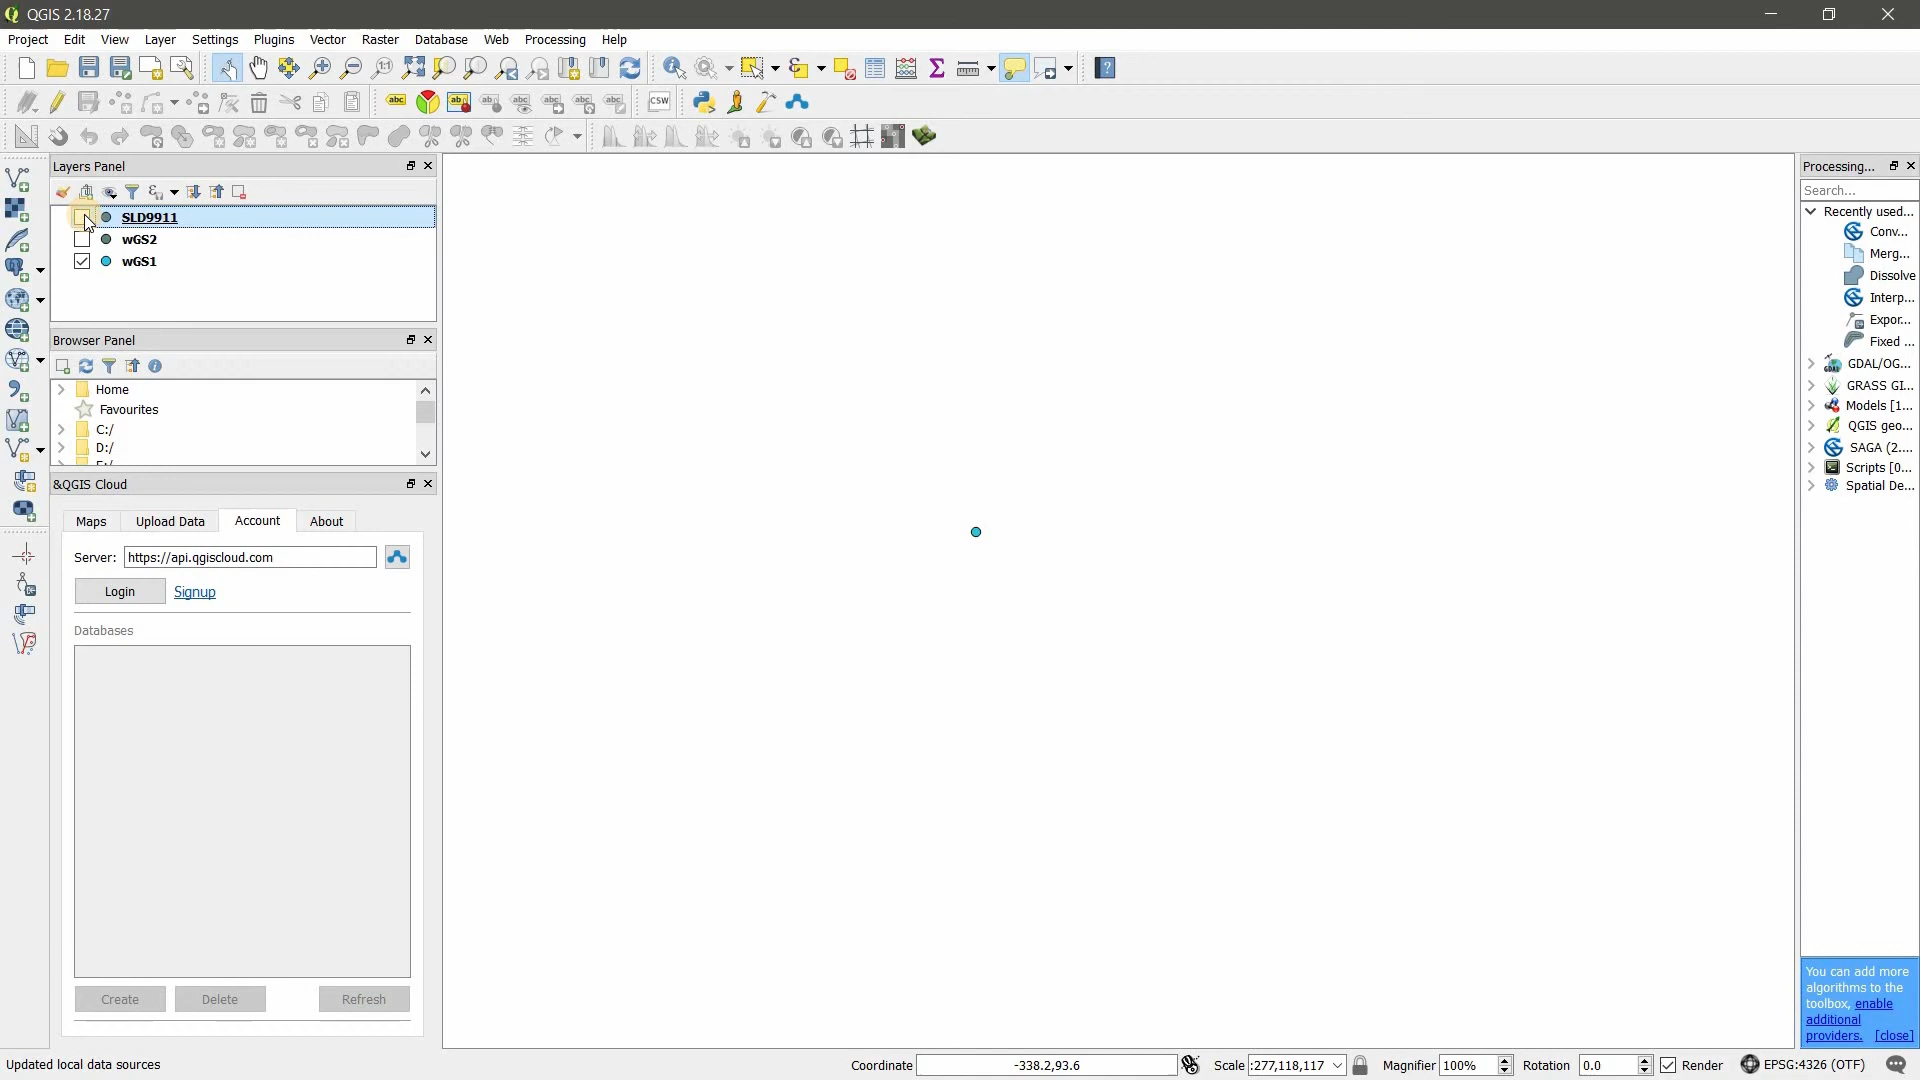 QGIS 2.18.27
Project Edit View Layer Settings Plugins Vector Raster Database Web Processing Help
Layers Panel
SLD9911
wGS2
wGS1
Browser Panel
Home
Favourites
C:/
D:/
&QGIS Cloud
Maps Upload Data Account About
Server: https://api.qgiscloud.com
Login Signup
Databases
Create Delete Refresh
Processing...
Search...
Recently used...
Conv...
Merg...
Dissolve
Interp...
Expor...
Fixed ...
GDAL/OG...
GRASS GI...
Models [1...
QGIS geo...
SAGA (2....
Scripts [0...
Spatial De...
You can add more
algorithms to the
toolbox, enable
additional
providers. [close]
Updated local data sources Coordinate -338.2,93.6 Scale :277,118,117 Magnifier 100% Rotation 0.0 Render EPSG:4326 (OTF)